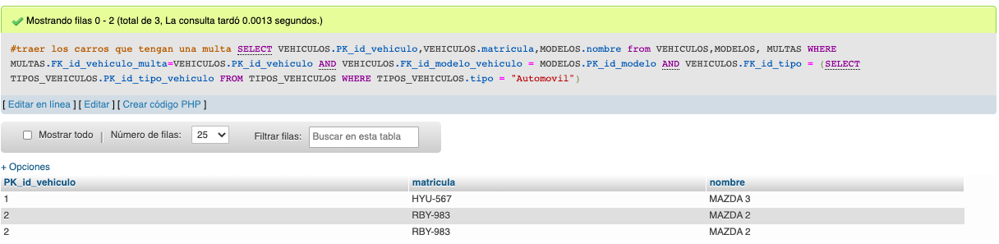 Mostrando filas 0 - 2 (total de 3, La consulta tardó 0.0013 segundos.)
#traer los carros que tengan una multa SELECT VEHICULOS.PK_id_vehiculo,VEHICULOS.matricula,MODELOS.nombre from VEHICULOS,MODELOS, MULTAS WHERE
MULTAS.FK_id_vehiculo_multa=VEHICULOS.PK_id_vehiculo AND VEHICULOS.FK_id_modelo_vehiculo = MODELOS.PK_id_modelo AND VEHICULOS.FK_id_tipo = (SELECT
TIPOS_VEHICULOS.PK_id_tipo_vehiculo FROM TIPOS_VEHICULOS WHERE TIPOS_VEHICULOS.tipo = "Automovil")
[ Editar en línea ] [ Editar ] [ Crear código PHP ]
Mostrar todo | Número de filas: 25 Filtrar filas: Buscar en esta tabla
+ Opciones
PK_id_vehiculo matricula nombre
1 HYU-567 MAZDA 3
2 RBY-983 MAZDA 2
2 RBY-983 MAZDA 2